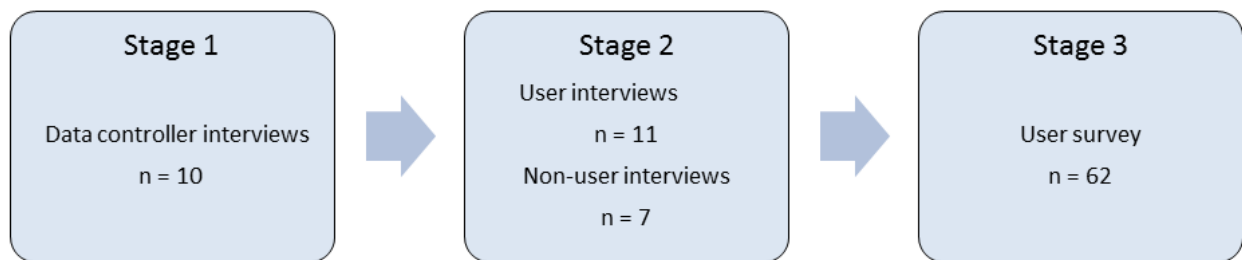 Stage 1
Data controller interviews
n = 10
Stage 2
User interviews
n = 11
Non-user interviews
n = 7
Stage 3
User survey
n = 62